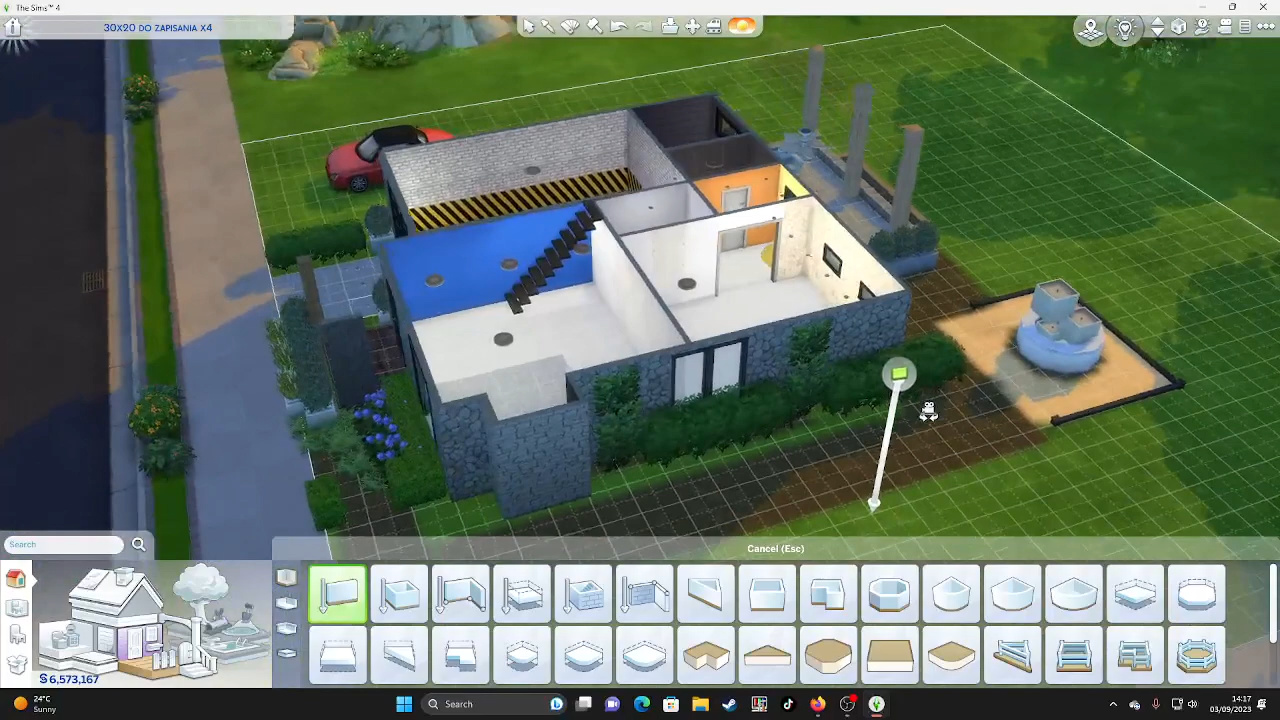 The Sims™ 4
30X20 DO ZAPISANIA X4
Cancel (Esc)
Search
§ 6,573,167
24°C
Sunny
Search
14:17
03/09/2023